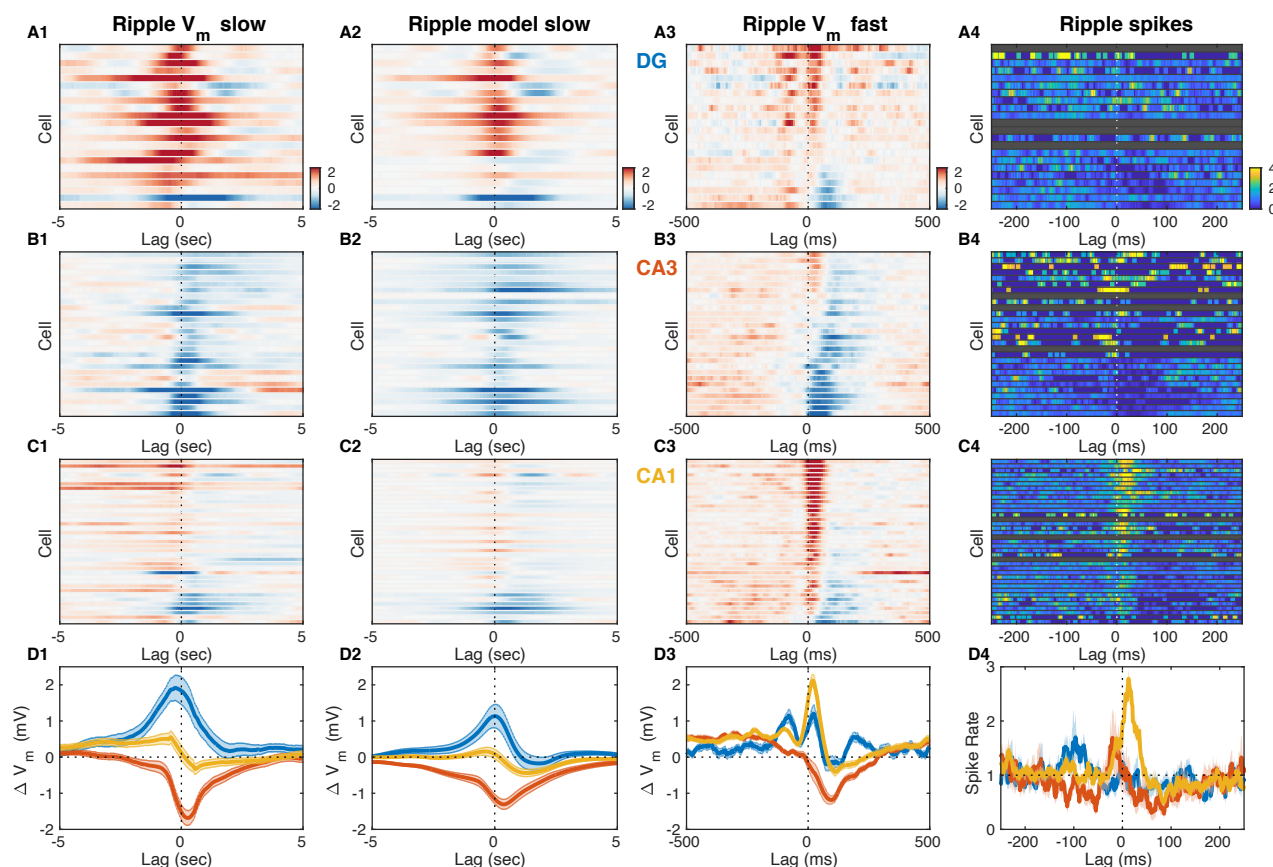 Ripple Vm slow
Ripple model slow
Ripple Vm fast
Ripple spikes
A1
A2
A3
A4
DG
Cell
Cell
Cell
Cell
2
0
-2
2
0
-2
2
0
-2
4
2
0
-5 0 5
-5 0 5
-500 0 500
-200 -100 0 100 200
Lag (sec)
Lag (sec)
Lag (ms)
Lag (ms)
B1
B2
B3
B4
CA3
Cell
Cell
Cell
Cell
-5 0 5
-5 0 5
-500 0 500
-200 -100 0 100 200
Lag (sec)
Lag (sec)
Lag (ms)
Lag (ms)
C1
C2
C3
C4
CA1
Cell
Cell
Cell
Cell
-5 0 5
-5 0 5
-500 0 500
-200 -100 0 100 200
Lag (sec)
Lag (sec)
Lag (ms)
Lag (ms)
D1
D2
D3
D4
Δ Vm (mV)
2
1
0
-1
-2
-5 0 5
Lag (sec)
Δ Vm (mV)
2
1
0
-1
-2
-5 0 5
Lag (sec)
Δ Vm (mV)
2
1
0
-1
-2
-500 0 500
Lag (ms)
Spike Rate
3
2
1
0
-200 -100 0 100 200
Lag (ms)